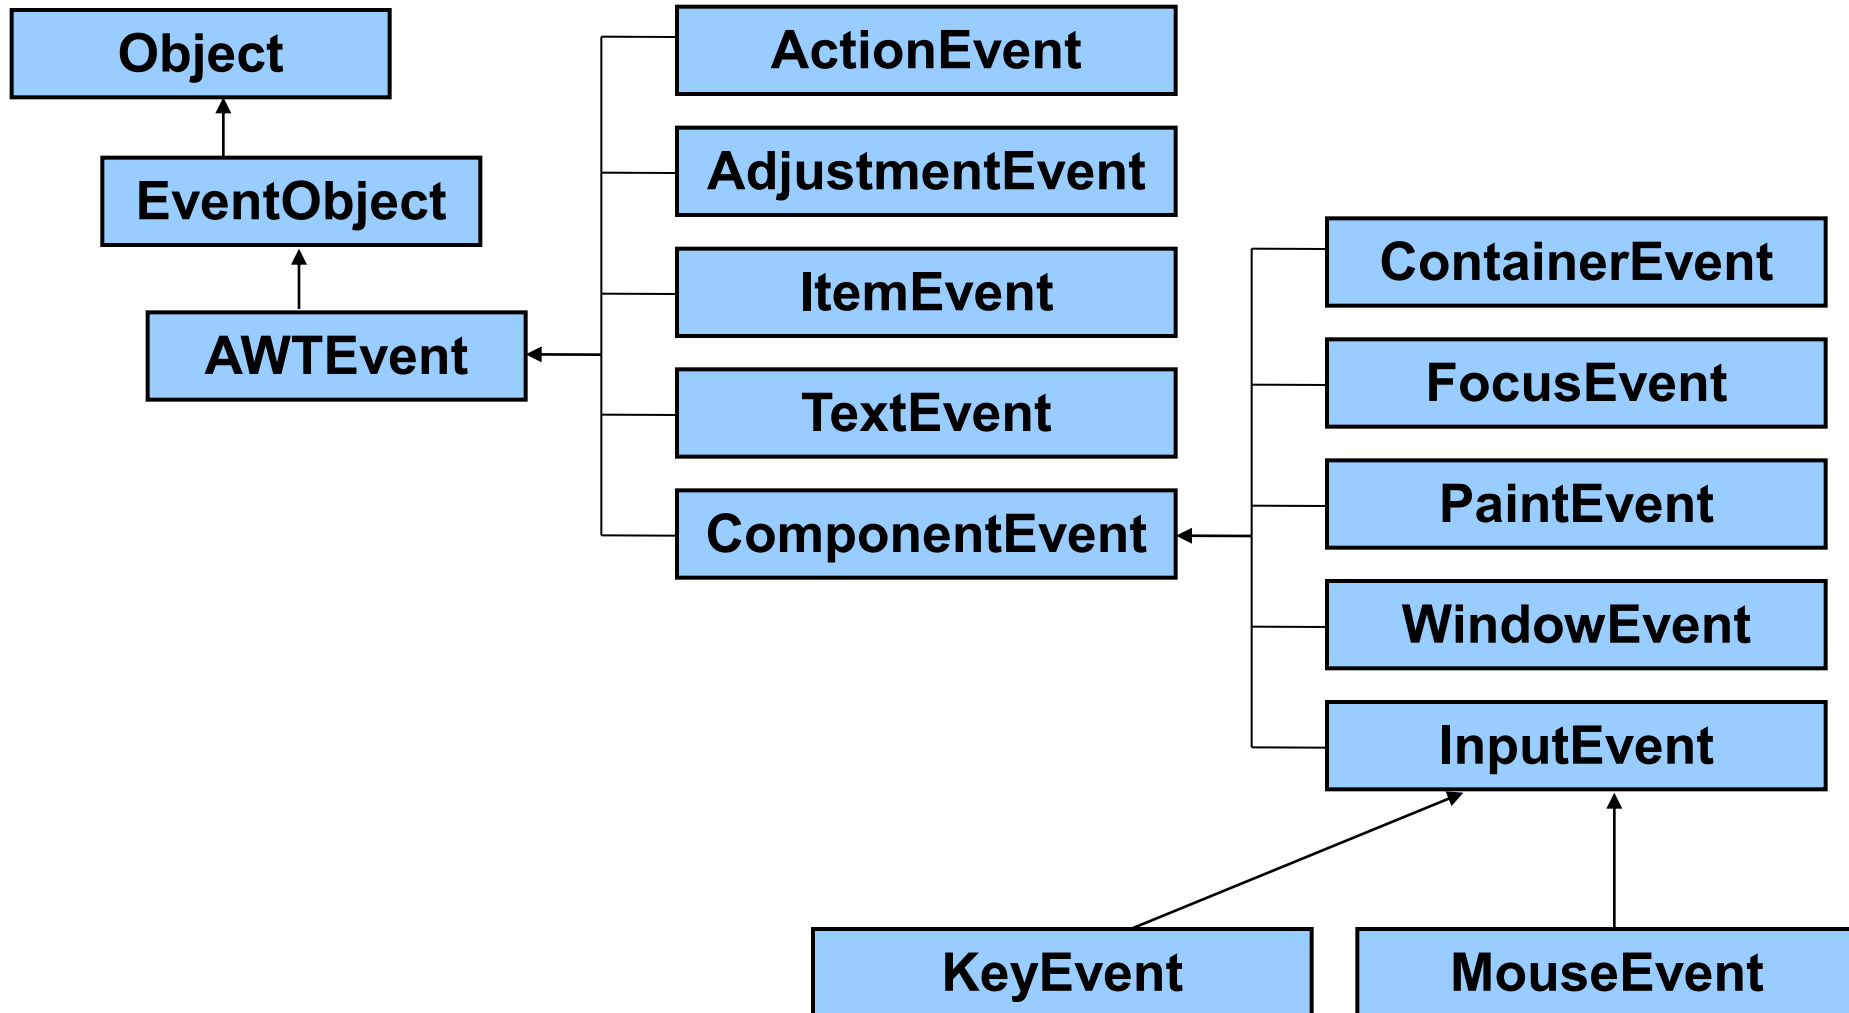 Object
EventObject
AWTEvent
ActionEvent
AdjustmentEvent
ItemEvent
TextEvent
ComponentEvent
ContainerEvent
FocusEvent
PaintEvent
WindowEvent
InputEvent
KeyEvent
MouseEvent